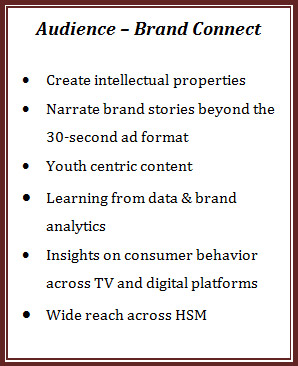 Audience – Brand Connect
• Create intellectual properties
• Narrate brand stories beyond the
30-second ad format
• Youth centric content
• Learning from data & brand
analytics
• Insights on consumer behavior
across TV and digital platforms
• Wide reach across HSM